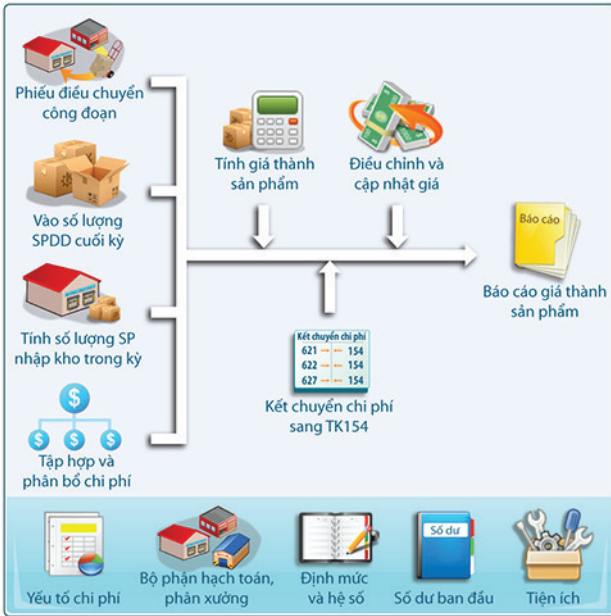 Phiếu điều chuyển
công đoạn
Vào số lượng
SPDD cuối kỳ
Tính số lượng SP
nhập kho trong kỳ
Tập hợp và
phân bổ chi phí
Tính giá thành
sản phẩm
Điều chỉnh và
cập nhật giá
Kết chuyển chi phí
621 154
622 154
627 154
Kết chuyển chi phí
sang TK154
Báo cáo
Báo cáo giá thành
sản phẩm
Yếu tố chi phí
Bộ phận hạch toán,
phân xưởng
Định mức
và hệ số
Số dư
Số dư ban đầu
Tiện ích